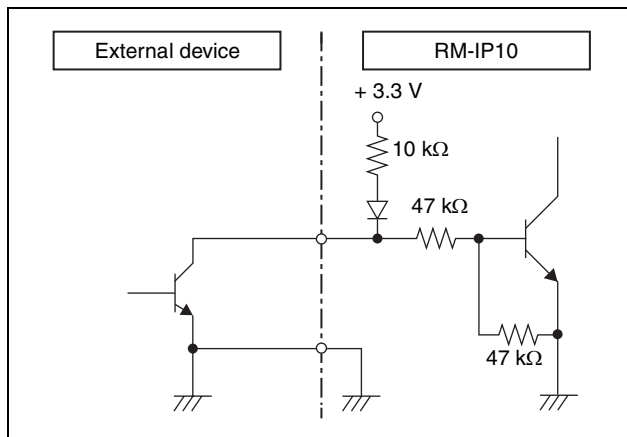 External device
RM-IP10
+ 3.3 V
10 kΩ
47 kΩ
47 kΩ